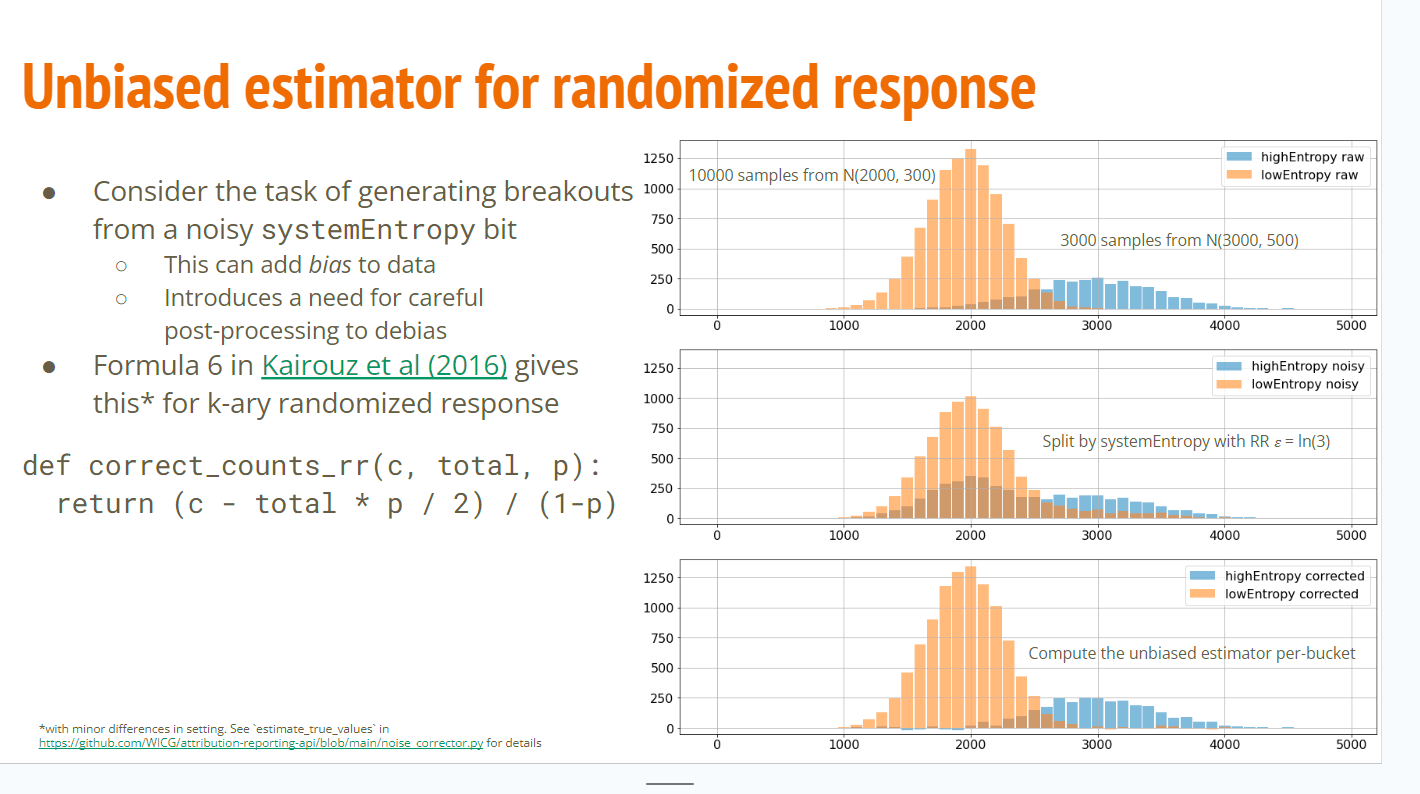 Unbiased estimator for randomized response
● Consider the task of generating breakouts
from a noisy systemEntropy bit
○ This can add bias to data
○ Introduces a need for careful
post-processing to debias
● Formula 6 in Kairouz et al (2016) gives
this* for k-ary randomized response
def correct_counts_rr(c, total, p):
return (c - total * p / 2) / (1-p)
*with minor differences in setting. See `estimate_true_values` in
https://github.com/WICG/attribution-reporting-api/blob/main/noise_corrector.py for details
highEntropy raw
lowEntropy raw
10000 samples from N(2000, 300)
3000 samples from N(3000, 500)
1250
1000
750
500
250
0
0 1000 2000 3000 4000 5000
highEntropy noisy
lowEntropy noisy
Split by systemEntropy with RR ε = ln(3)
1250
1000
750
500
250
0
0 1000 2000 3000 4000 5000
highEntropy corrected
lowEntropy corrected
Compute the unbiased estimator per-bucket
1250
1000
750
500
250
0
0 1000 2000 3000 4000 5000